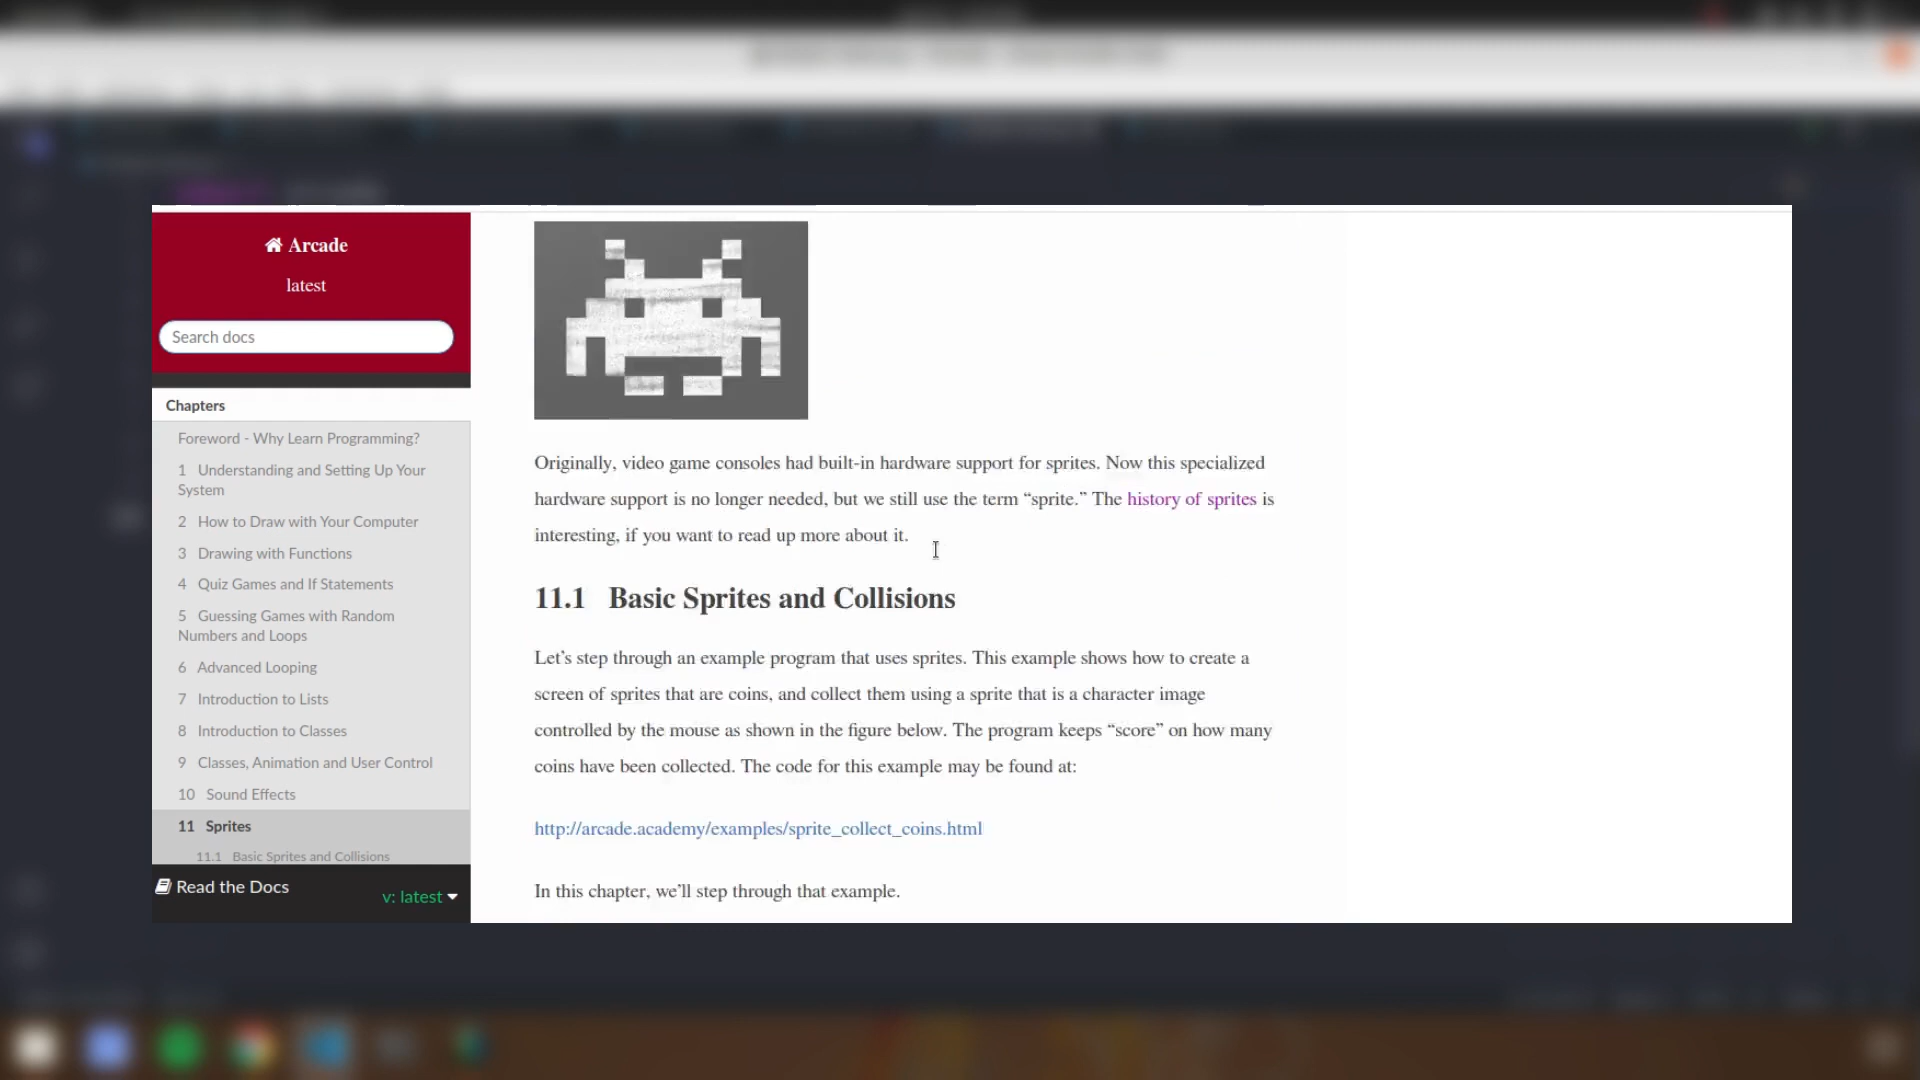 Arcade
latest
Search docs
Chapters
Foreword - Why Learn Programming?
1 Understanding and Setting Up Your
System
2 How to Draw with Your Computer
3 Drawing with Functions
4 Quiz Games and If Statements
5 Guessing Games with Random
Numbers and Loops
6 Advanced Looping
7 Introduction to Lists
8 Introduction to Classes
9 Classes, Animation and User Control
10 Sound Effects
11 Sprites
11.1 Basic Sprites and Collisions
Read the Docs
v: latest
Originally, video game consoles had built-in hardware support for sprites. Now this specialized
hardware support is no longer needed, but we still use the term “sprite.” The history of sprites is
interesting, if you want to read up more about it.
11.1 Basic Sprites and Collisions
Let’s step through an example program that uses sprites. This example shows how to create a
screen of sprites that are coins, and collect them using a sprite that is a character image
controlled by the mouse as shown in the figure below. The program keeps “score” on how many
coins have been collected. The code for this example may be found at:
http://arcade.academy/examples/sprite_collect_coins.html
In this chapter, we’ll step through that example.